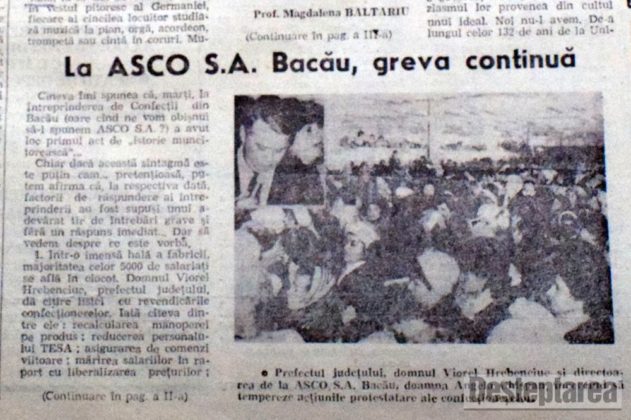 în vestul pitoresc al Germaniei,
fiecare al cincilea locuitor studia-
ză muzică la pian, orgă, acordeon,
trompetă sau cîntă în coruri. Mu-
Prof. Magdalena BALTARIU
(Continuare în pag. a III-a)
ziasmul lor provenea din cultul
unui ideal. Noi nu-l avem. De-a
lungul celor 132 de ani de la Uni-
La ASCO S.A. Bacău, greva continuă
Cineva îmi spunea că, marți, la
Întreprinderea de Confecții din
Bacău (oare cînd ne vom obișnui
să-i spunem ASCO S.A. ?) a avut
loc primul act de „istorie munci-
torească"...
Chiar dacă această sintagmă es-
te puțin cam... pretențioasă, pu-
tem afirma că, la respectiva dată,
factorii de răspundere ai între-
prinderii au fost supuși unui a-
devărat tir de întrebări grave și
fără un răspuns imediat... Dar să
vedem despre ce este vorba.
1. Într-o imensă hală a fabricii,
majoritatea celor 5000 de salariați
se află în clocot. Domnul Viorel
Hrebenciuc, prefectul județului,
dă citire listei cu revendicările
confecționerilor. Iată cîteva din-
tre ele : recalcularea manoperei
pe produs ; reducerea personalu-
lui TESA ; asigurarea de comenzi
viitoare ; mărirea salariilor în ra-
port cu liberalizarea prețurilor ;
(Continuare în pag. a II-a)
● Prefectul județului, domnul Viorel Hrebenciuc și directoa-
rea de la ASCO S.A. Bacău, doamna
tempereze acțiunile protestatare ale confecționerilor.
Desteptarea